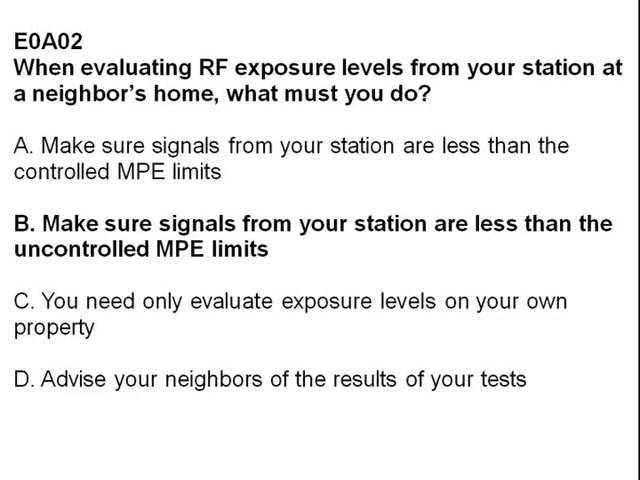 E0A02
When evaluating RF exposure levels from your station at
a neighbor’s home, what must you do?
A. Make sure signals from your station are less than the
controlled MPE limits
B. Make sure signals from your station are less than the
uncontrolled MPE limits
C. You need only evaluate exposure levels on your own
property
D. Advise your neighbors of the results of your tests